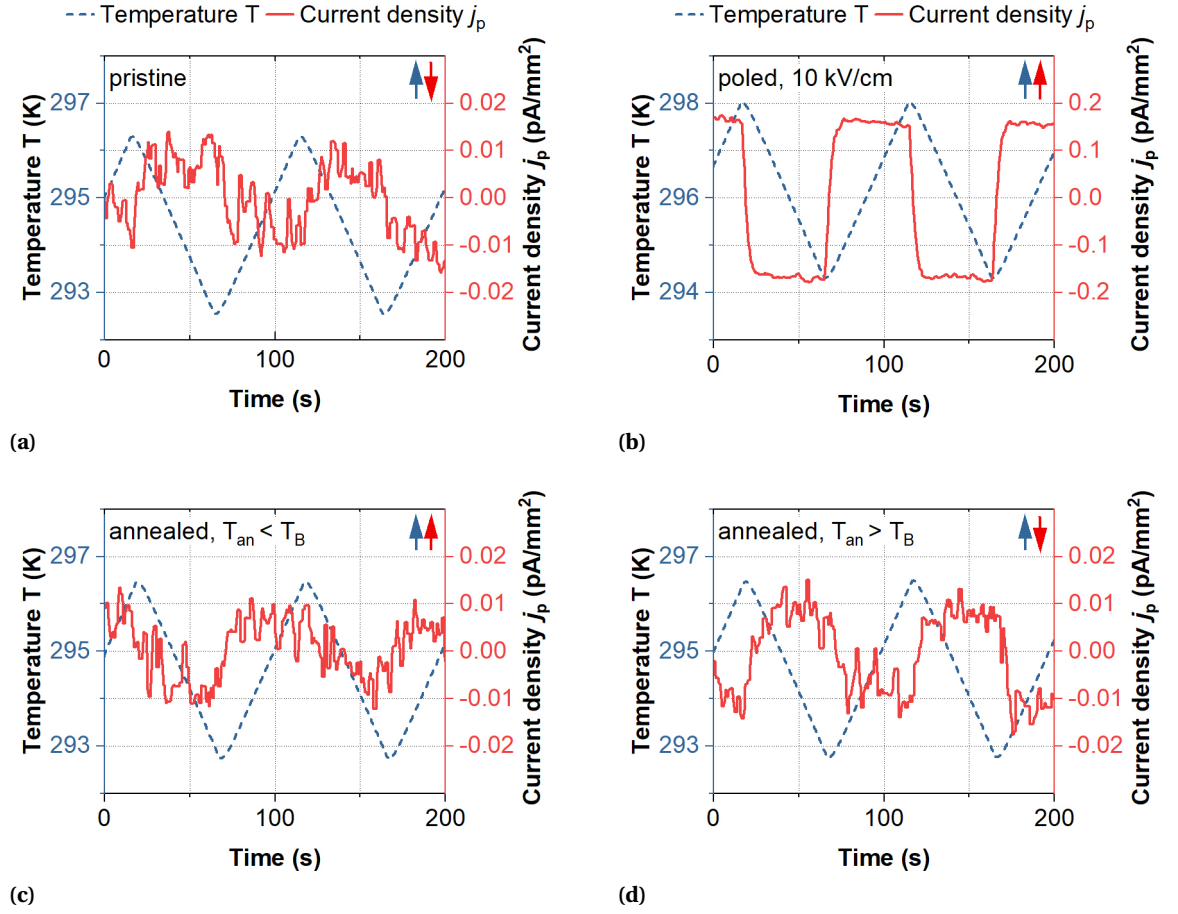 Temperature T Current density jp
pristine
Temperature T (K)
297
295
293
Current density jp (pA/mm²)
0.02
0.01
0.00
-0.01
-0.02
0 100 200
Time (s)
(a)
Temperature T Current density jp
poled, 10 kV/cm
Temperature T (K)
298
296
294
Current density jp (pA/mm²)
0.2
0.1
0.0
-0.1
-0.2
0 100 200
Time (s)
(b)
annealed, Tan < TB
Temperature T (K)
297
295
293
Current density jp (pA/mm²)
0.02
0.01
0.00
-0.01
-0.02
0 100 200
Time (s)
(c)
annealed, Tan > TB
Temperature T (K)
297
295
293
Current density jp (pA/mm²)
0.02
0.01
0.00
-0.01
-0.02
0 100 200
Time (s)
(d)